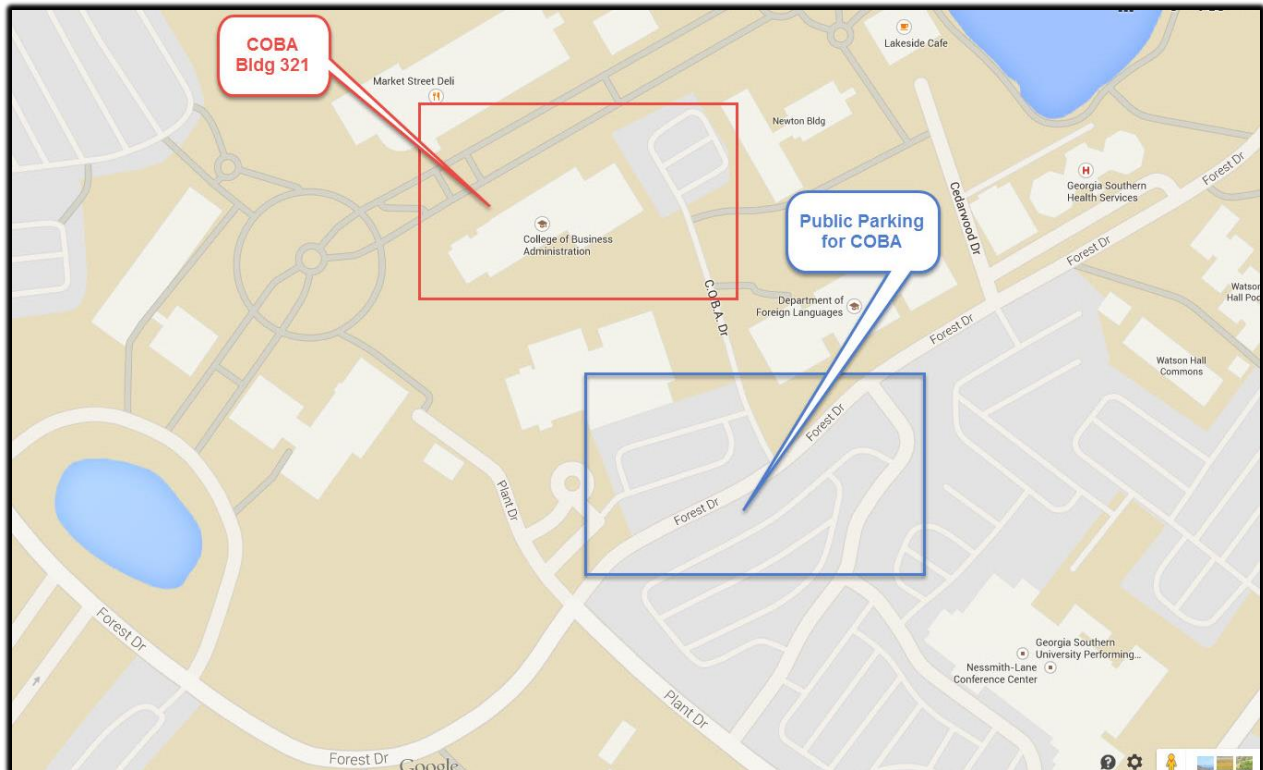 COBA
Bldg 321
Lakeside Cafe
Market Street Deli
Newton Bldg
Georgia Southern
Health Services
Forest Dr
Cedarwood Dr
Public Parking
for COBA
College of Business
Administration
Forest Dr
C.O.B.A. Dr
Department of
Foreign Languages
Watson
Hall
Forest Dr
Watson Hall
Commons
Forest Dr
Plant Dr
Forest Dr
Forest Dr
Georgia Southern
University Performing...
Nessmith-Lane
Conference Center
Plant Dr
Forest Dr
Google